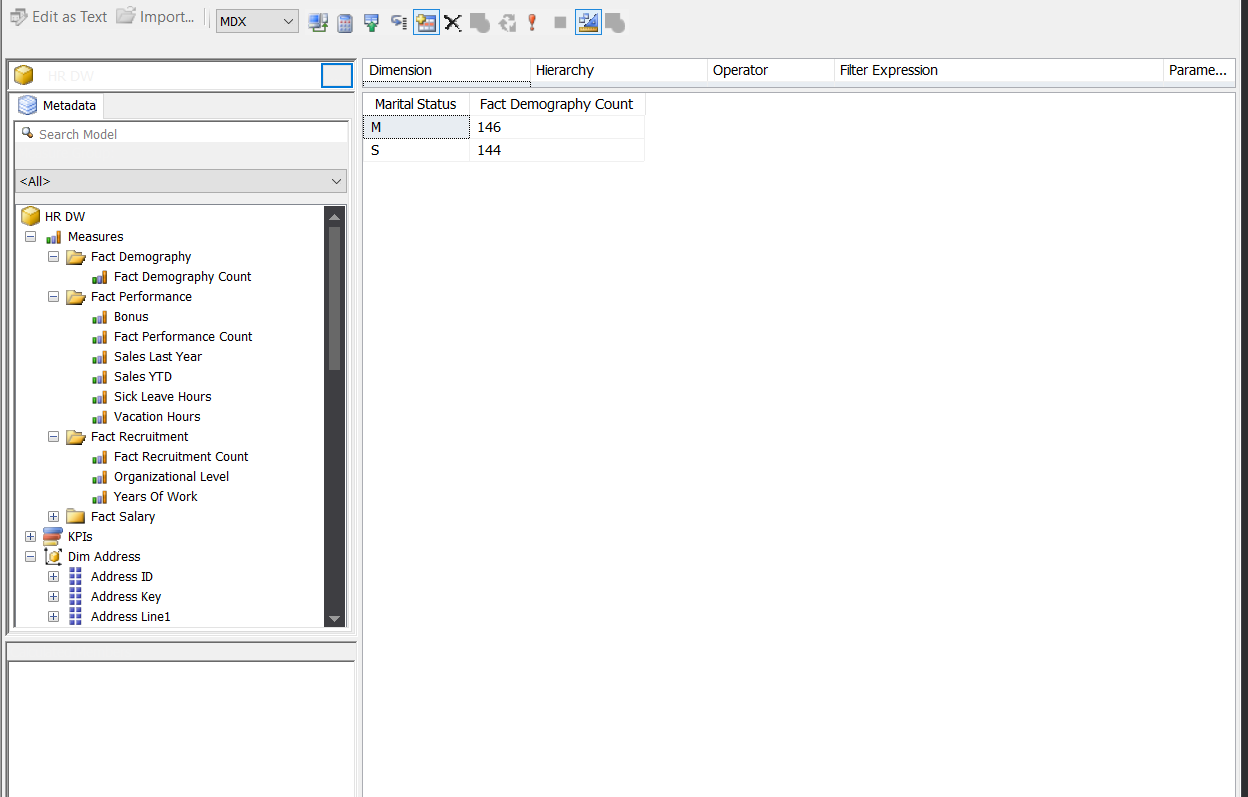 Edit as Text Import... MDX
HR DW
Metadata
Search Model
<All>
HR DW
Measures
Fact Demography
Fact Demography Count
Fact Performance
Bonus
Fact Performance Count
Sales Last Year
Sales YTD
Sick Leave Hours
Vacation Hours
Fact Recruitment
Fact Recruitment Count
Organizational Level
Years Of Work
Fact Salary
KPIs
Dim Address
Address ID
Address Key
Address Line1
Dimension Hierarchy Operator Filter Expression Parame...
Marital Status Fact Demography Count
M 146
S 144